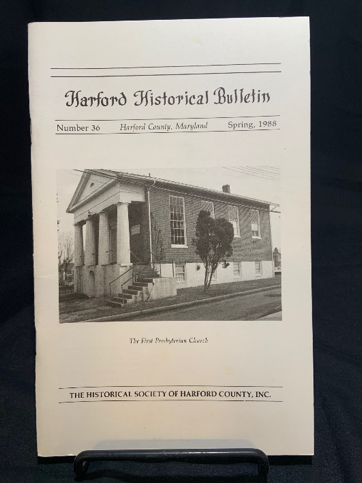 Harford Historical Bulletin
Number 36 Harford County, Maryland Spring, 1988
The First Presbyterian Church
THE HISTORICAL SOCIETY OF HARFORD COUNTY, INC.